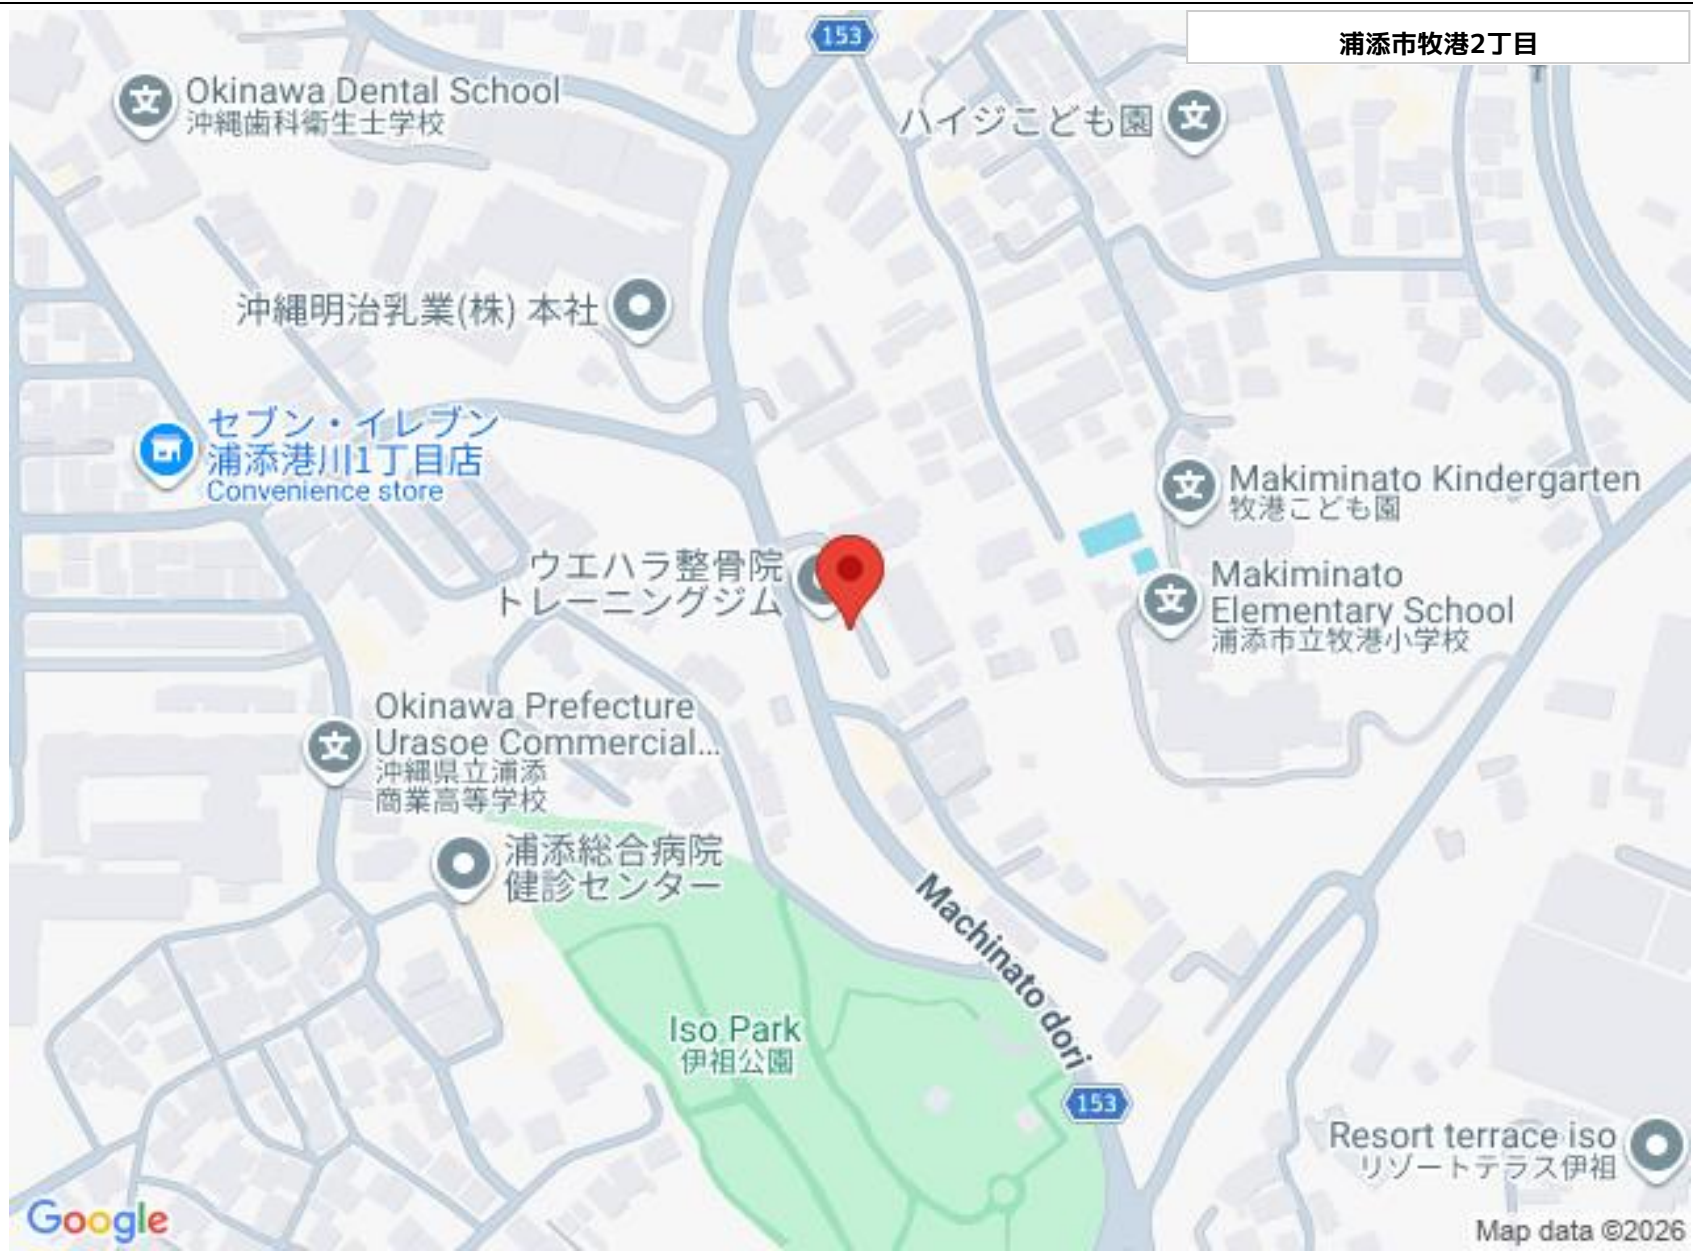 153
浦添市牧港2丁目
Okinawa Dental School
沖縄歯科衛生士学校
ハイジこども園
沖縄明治乳業(株) 本社
セブン・イレブン
浦添港川1丁目店
Convenience store
Makiminato Kindergarten
牧港こども園
ウエハラ整骨院
トレーニングジム
Makiminato
Elementary School
浦添市立牧港小学校
Okinawa Prefecture
Urasoe Commercial...
沖縄県立浦添
商業高等学校
浦添総合病院
健診センター
Machinato dori
Iso Park
伊祖公園
153
Resort terrace iso
リゾートテラス伊祖
Google
Map data ©2026